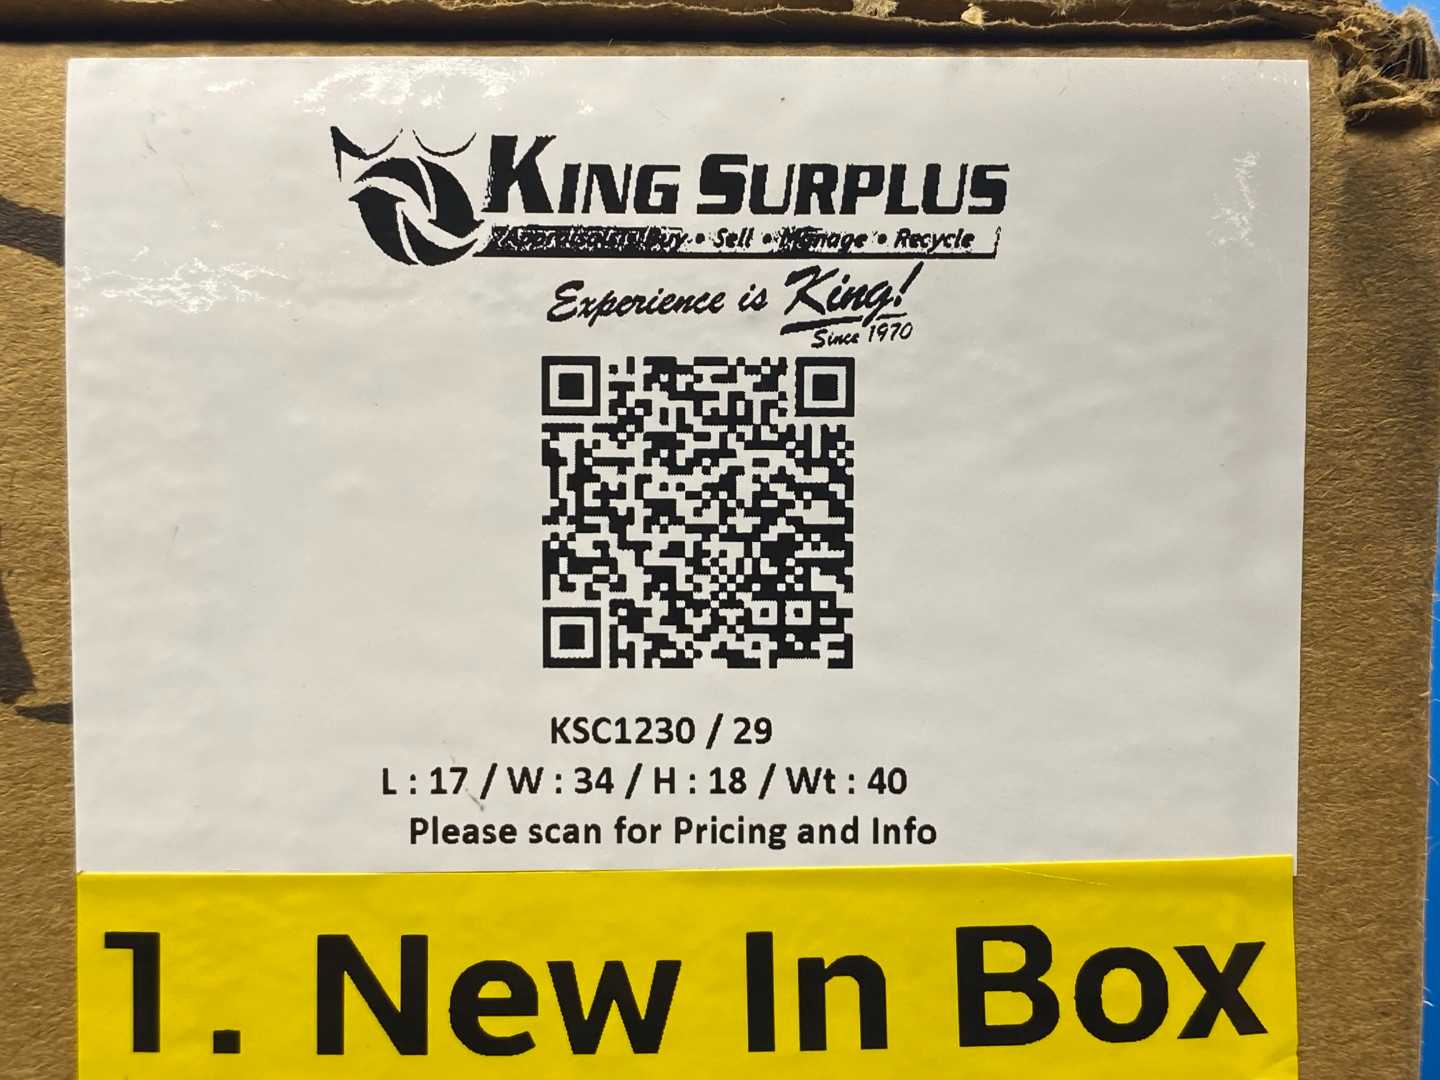 KING SURPLUS
Buy • Sell • Manage • Recycle
Experience is King!
Since 1970
KSC1230 / 29
L : 17 / W : 34 / H : 18 / Wt : 40
Please scan for Pricing and Info
1. New In Box